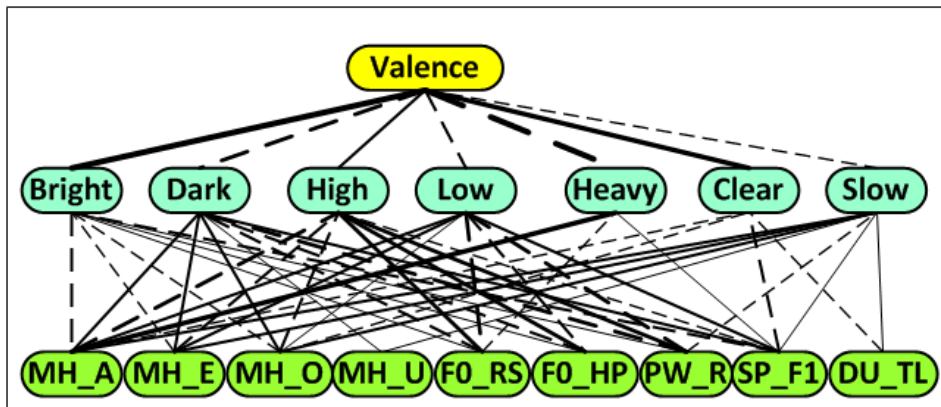 Valence
Bright Dark High Low Heavy Clear Slow
MH_A MH_E MH_O MH_U F0_RS F0_HP PW_R SP_F1 DU_TL